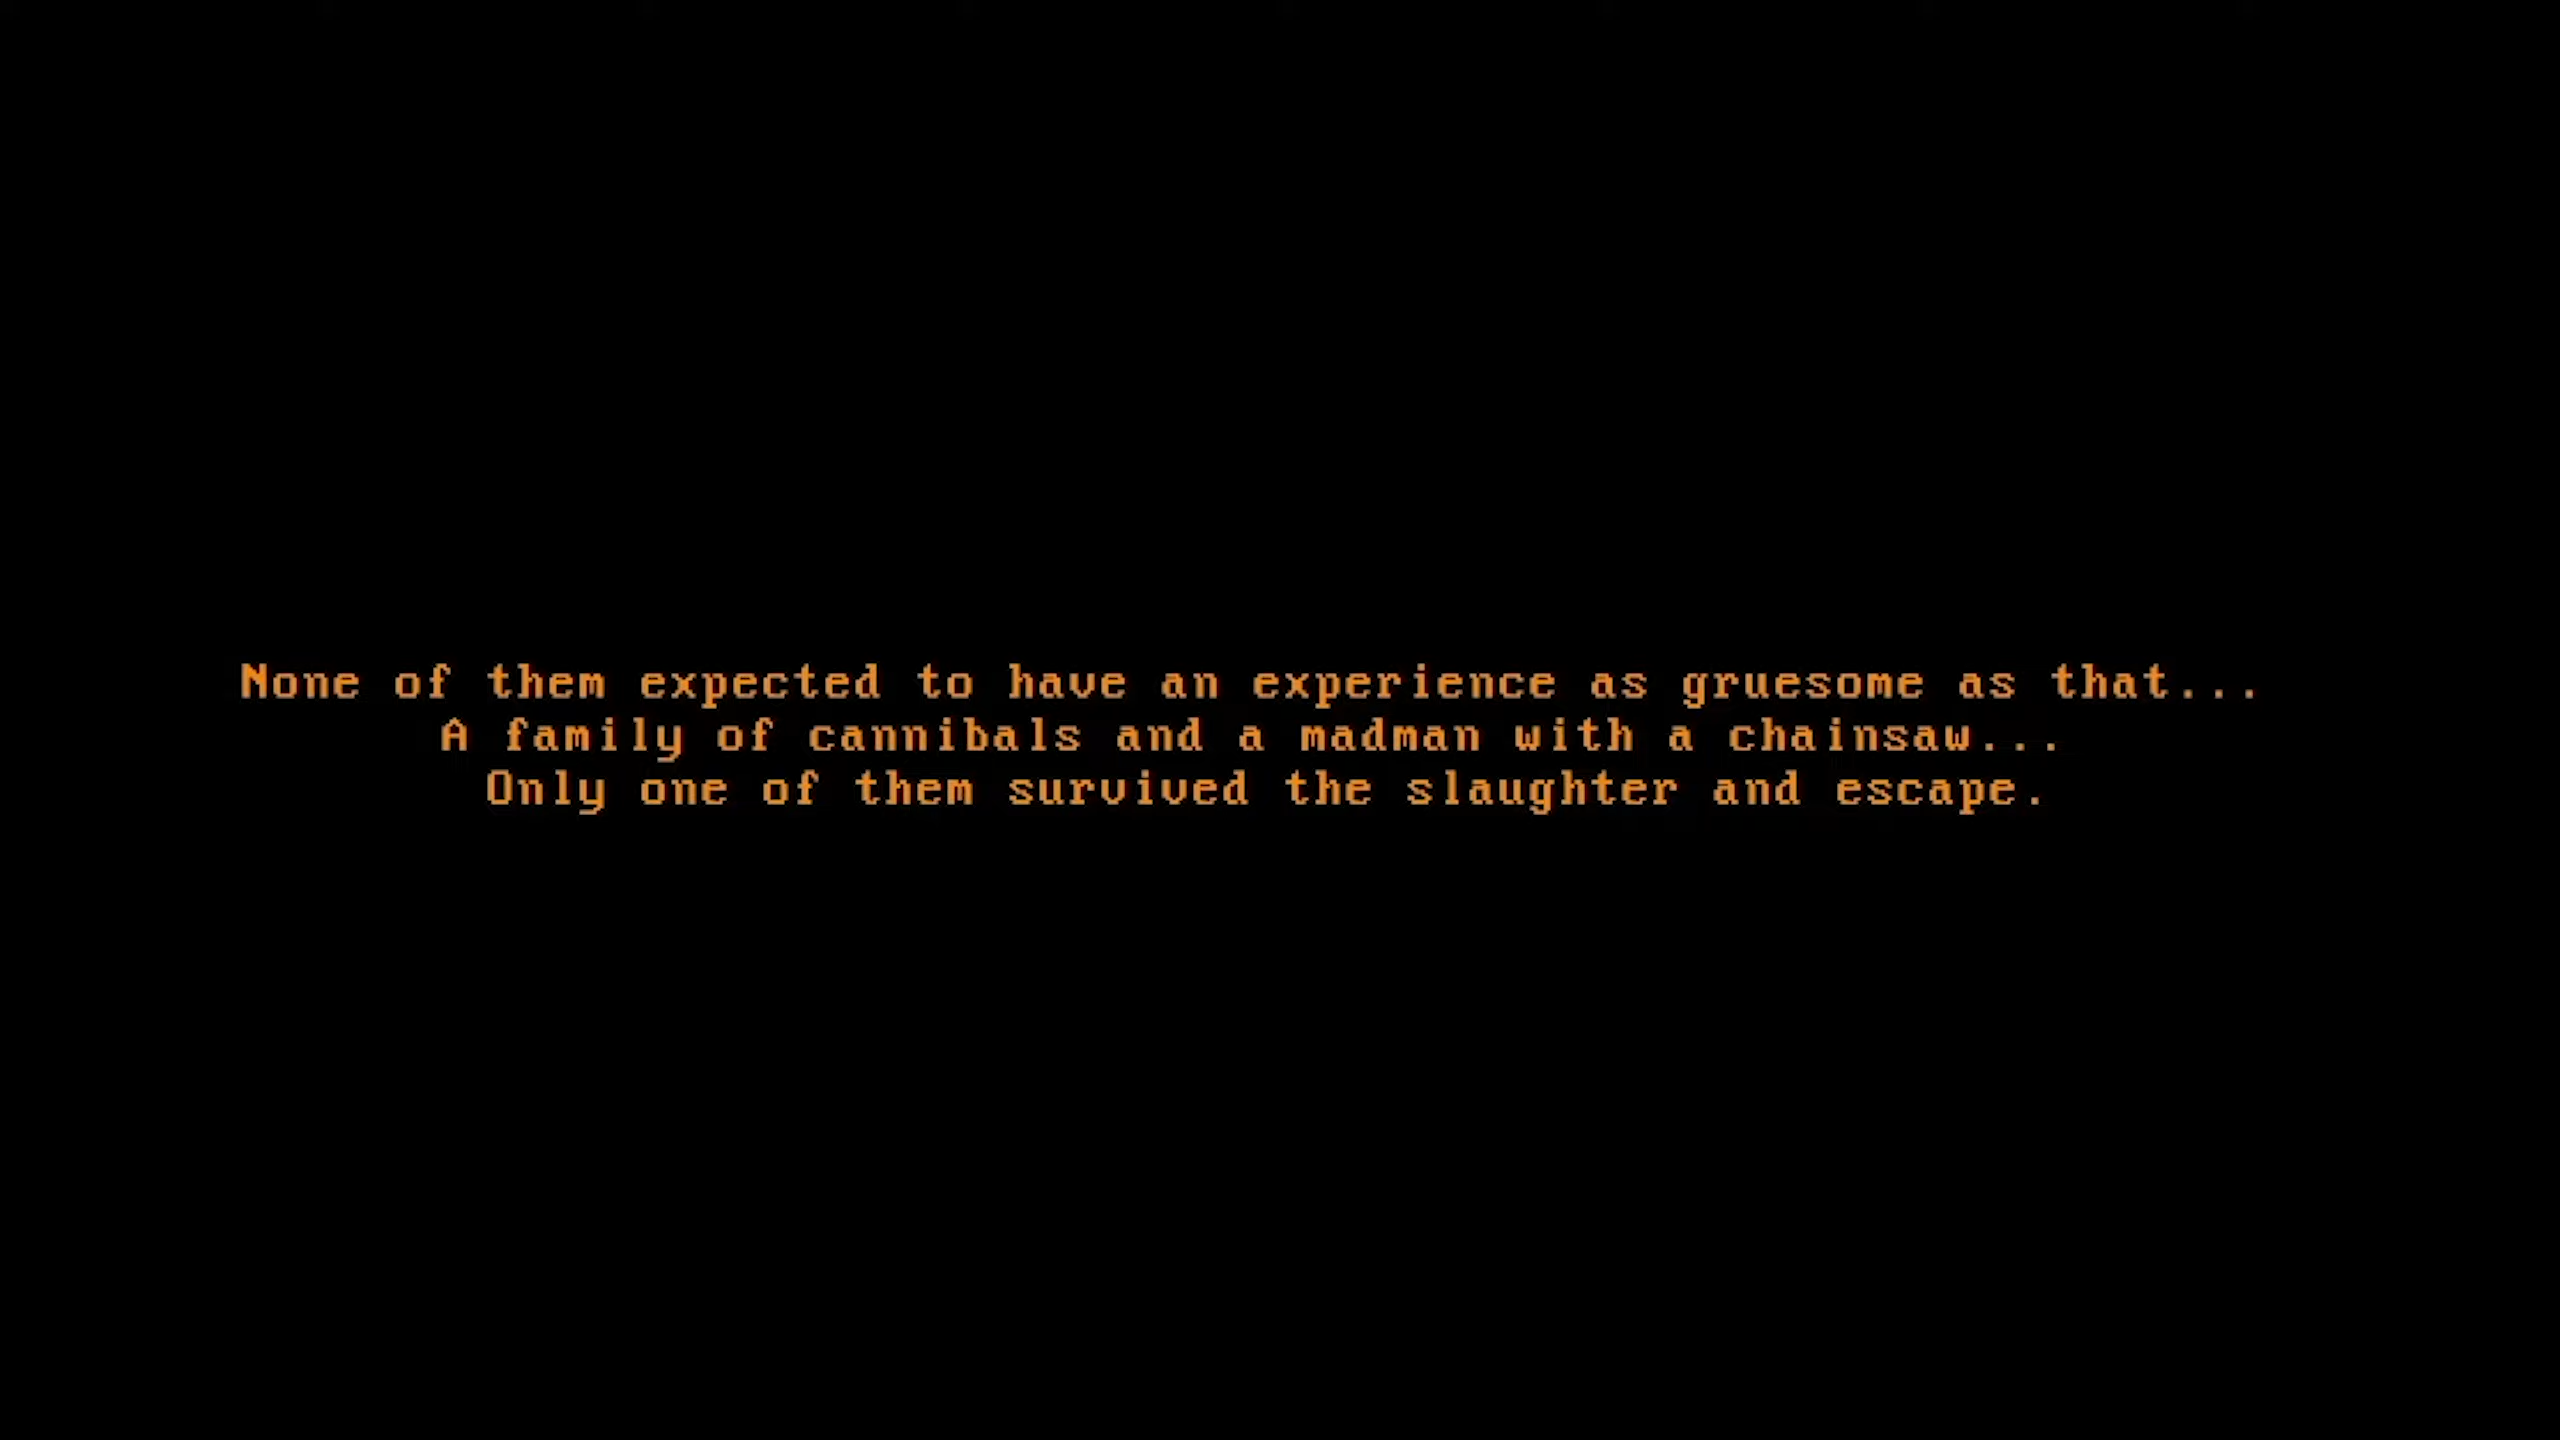 None of them expected to have an experience as gruesome as that...
A family of cannibals and a madman with a chainsaw...
Only one of them survived the slaughter and escape.